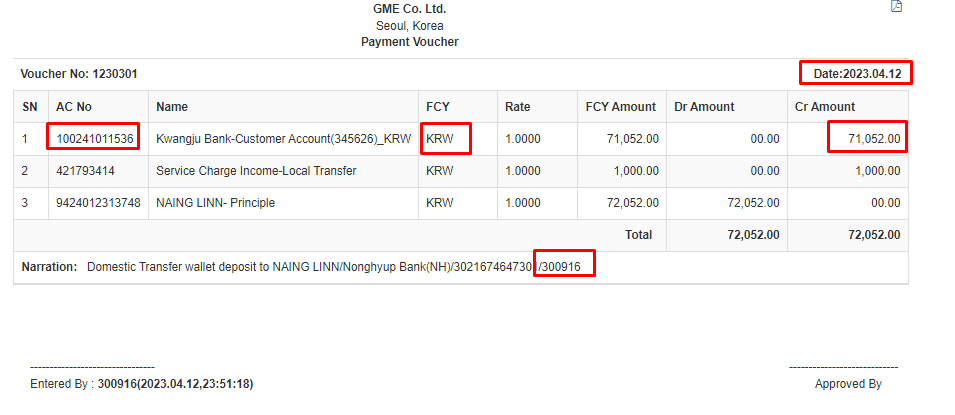 GME Co. Ltd.
Seoul, Korea
Payment Voucher
Voucher No: 1230301 Date:2023.04.12
SN AC No Name FCY Rate FCY Amount Dr Amount Cr Amount
1 100241011536 Kwangju Bank-Customer Account(345626)_KRW KRW 1.0000 71,052.00 00.00 71,052.00
2 421793414 Service Charge Income-Local Transfer KRW 1.0000 1,000.00 00.00 1,000.00
3 9424012313748 NAING LINN- Principle KRW 1.0000 72,052.00 72,052.00 00.00
Total 72,052.00 72,052.00
Narration: Domestic Transfer wallet deposit to NAING LINN/Nonghyup Bank(NH)/3021674647301/300916
Entered By : 300916(2023.04.12,23:51:18) Approved By